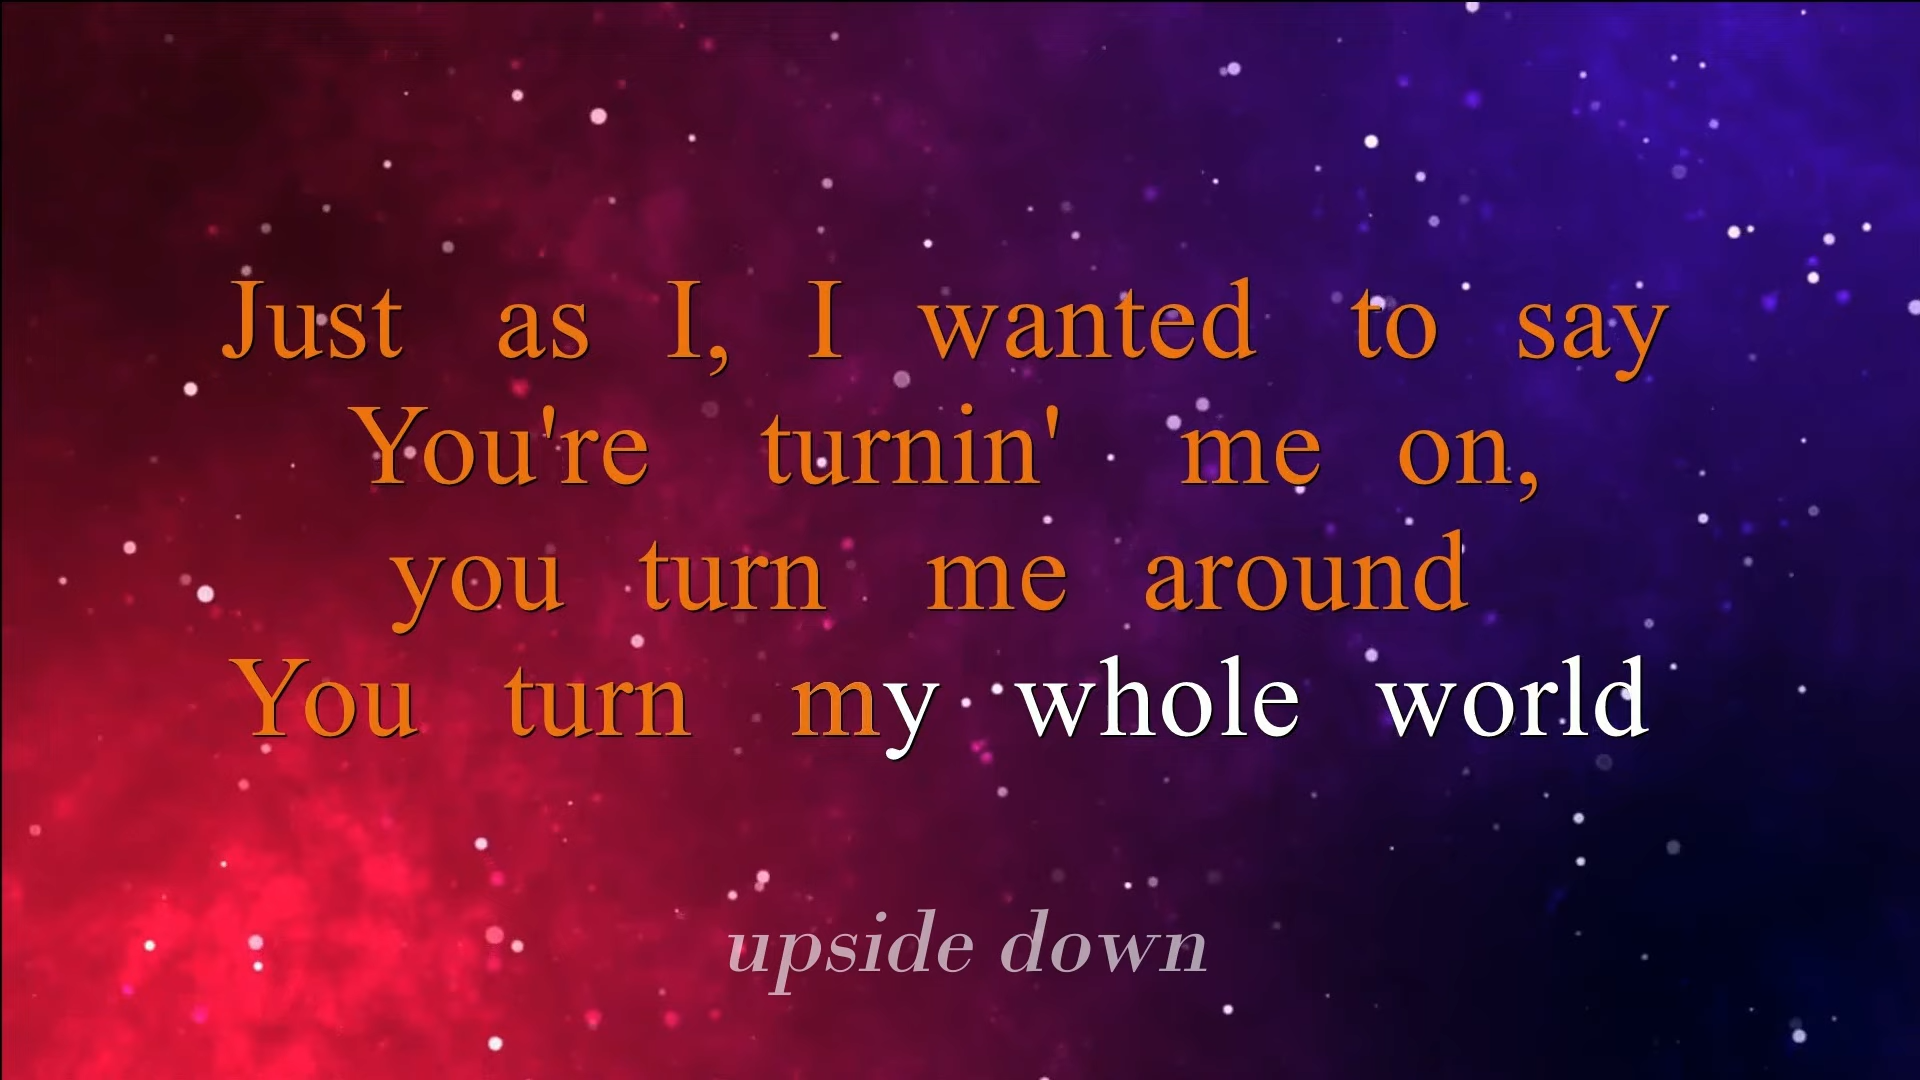 Just as I, I wanted to say
You're turnin' me on,
you turn me around
You turn my whole world
upside down